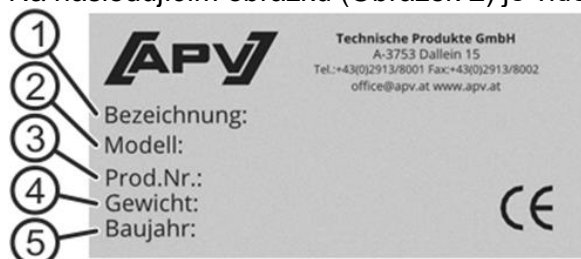 1
2
3
4
5
APV
Technische Produkte GmbH
A-3753 Dallein 15
Tel.:+43(0)2913/8001 Fax:+43(0)2913/8002
office@apv.at www.apv.at
Bezeichnung:
Modell:
Prod.Nr.:
Gewicht:
Baujahr:
CE